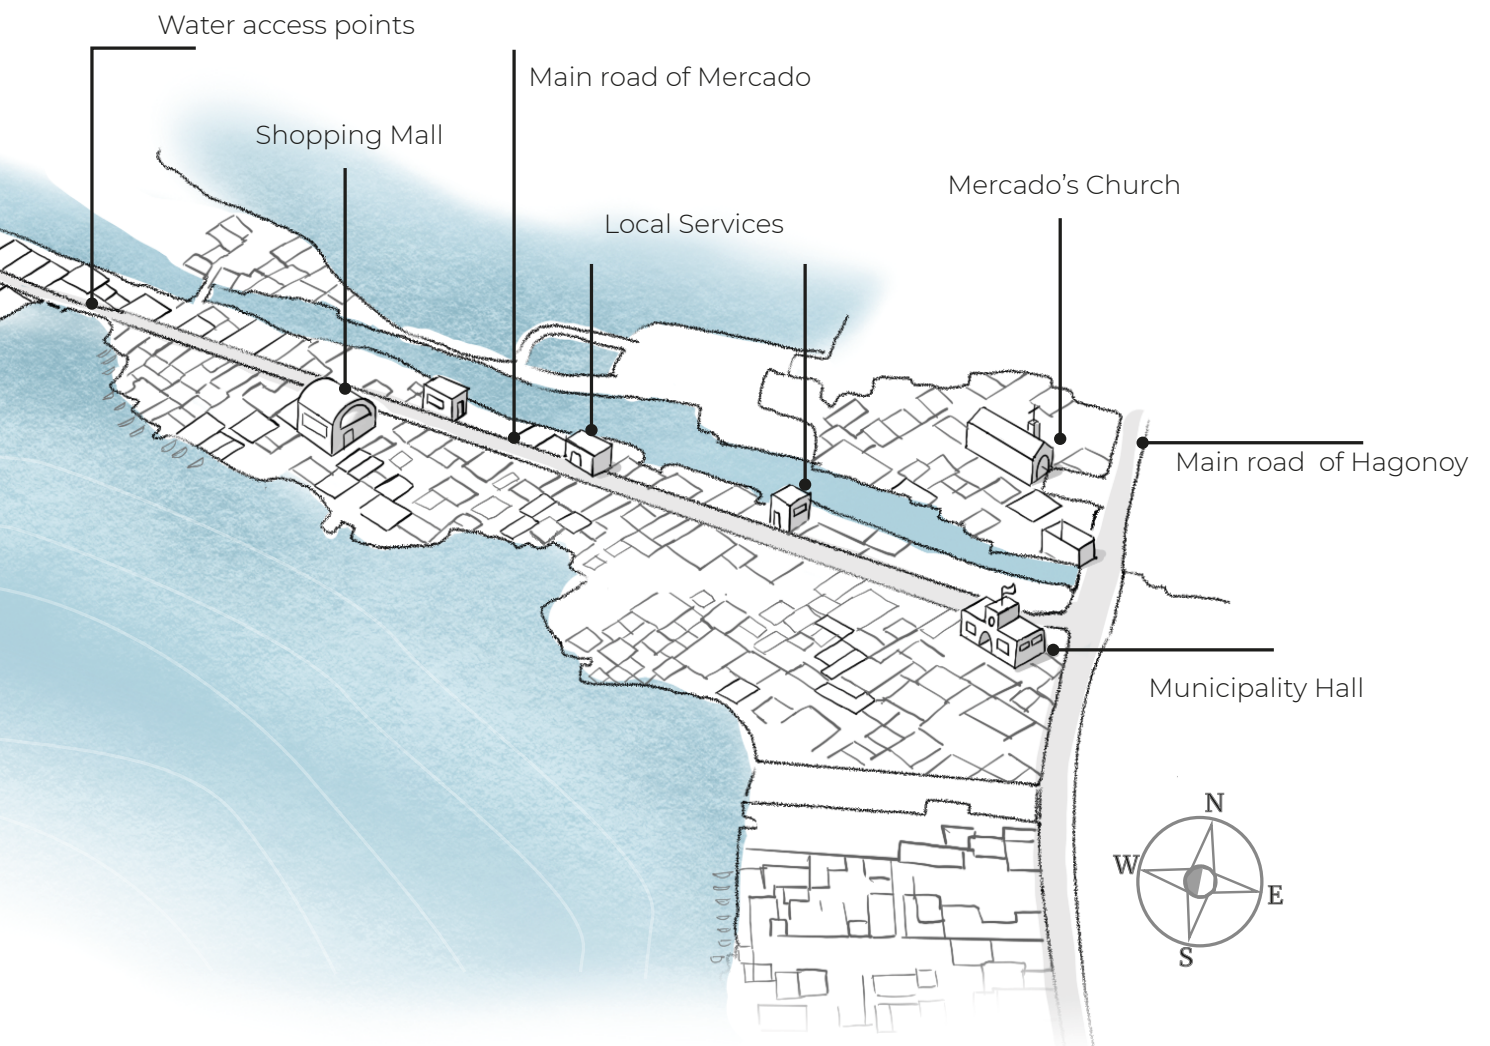 Water access points
Main road of Mercado
Shopping Mall
Mercado’s Church
Local Services
Main road  of Hagonoy
Municipality Hall
N
W
E
S